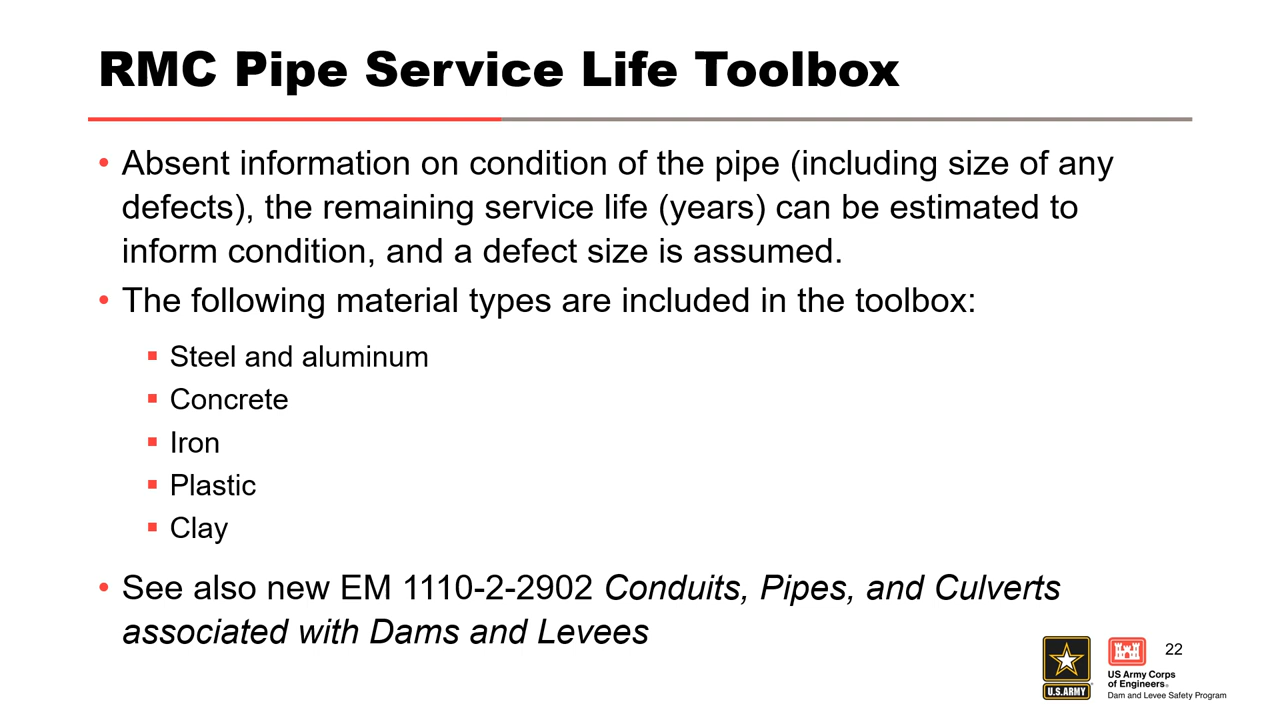 RMC Pipe Service Life Toolbox
• Absent information on condition of the pipe (including size of any
defects), the remaining service life (years) can be estimated to
inform condition, and a defect size is assumed.
• The following material types are included in the toolbox:
▪ Steel and aluminum
▪ Concrete
▪ Iron
▪ Plastic
▪ Clay
• See also new EM 1110-2-2902 Conduits, Pipes, and Culverts
associated with Dams and Levees
22
U.S.ARMY
US Army Corps
of Engineers®
Dam and Levee Safety Program